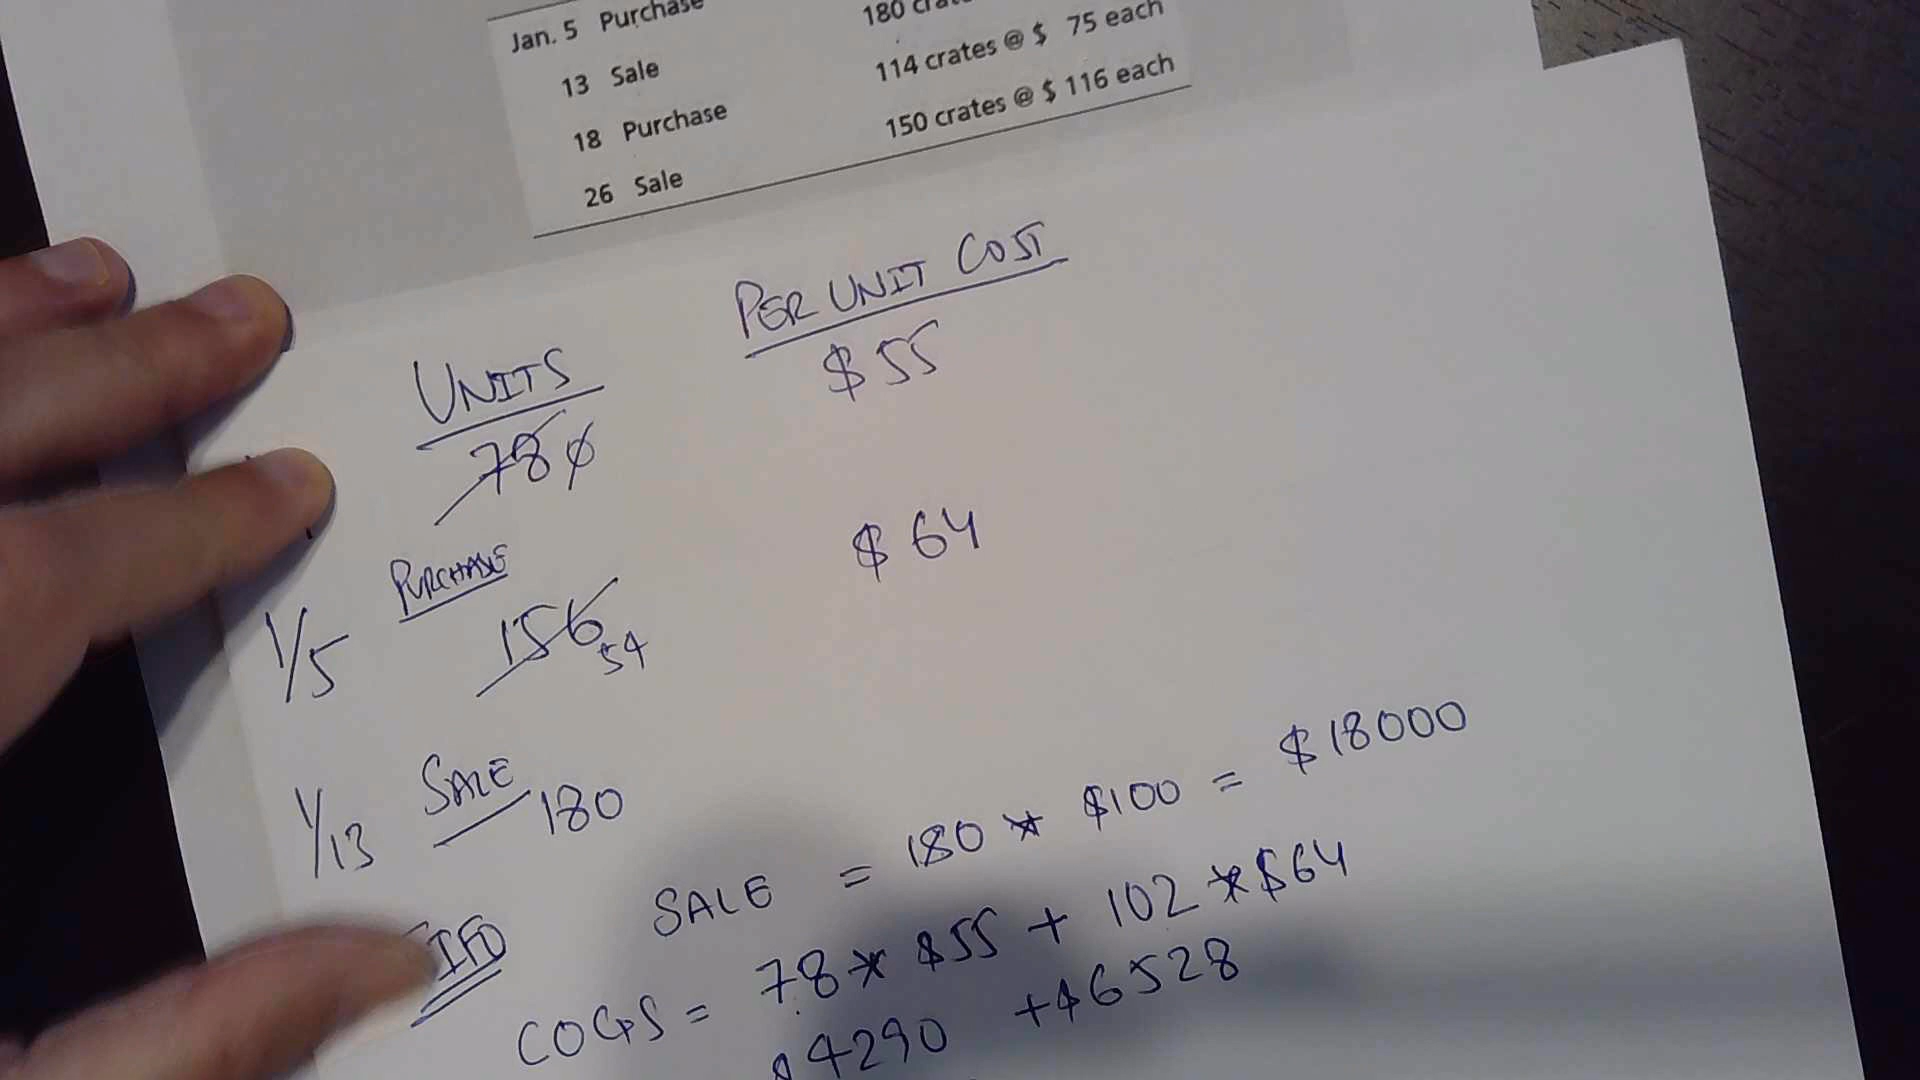 Jan. 5 Purchase
13 Sale 180
18 Purchase 114 crates @ $ 75 each
26 Sale 150 crates @ $ 116 each
UNITS PER UNIT COST
78 0 $55
1/5 PURCHASE 156 54 $64
1/13 SALE 180
SALE = 180 * $100 = $18000
COGS = 78 * $55 + 102 * $64
$4290 + $6528